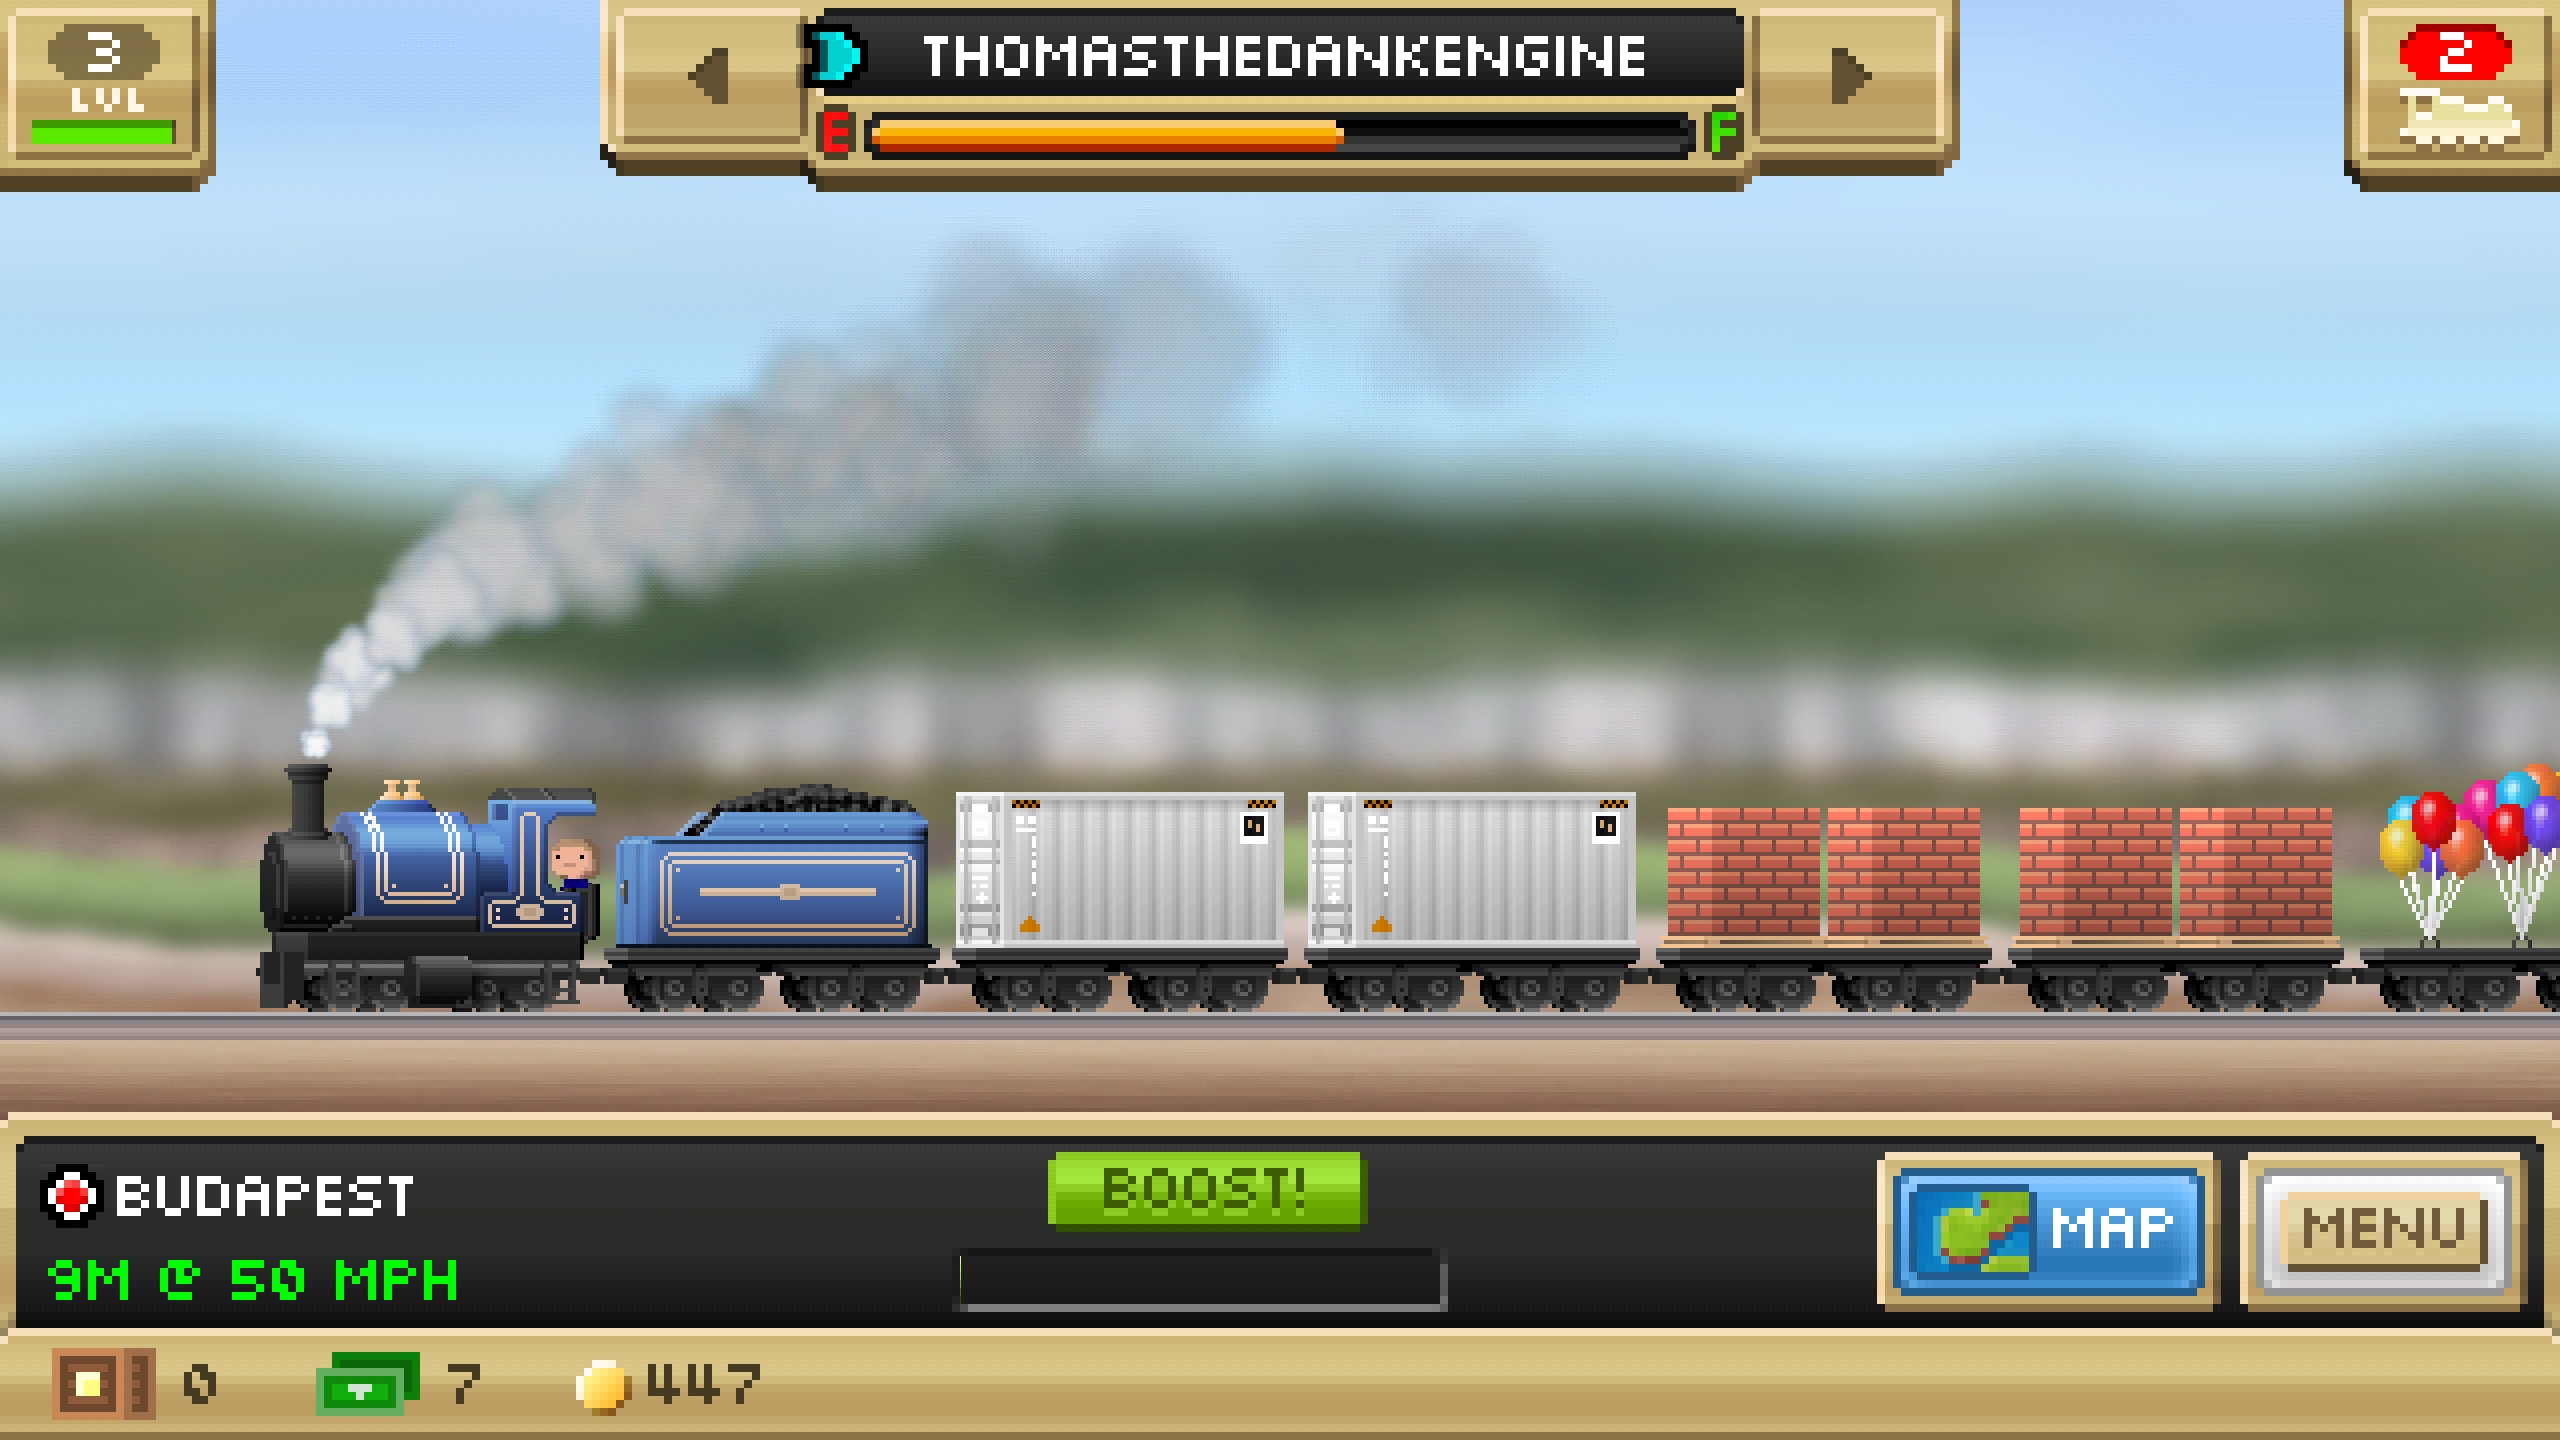 3
LVL
THOMASTHEDANKENGINE
E F
2
BUDAPEST
9M @ 50 MPH
BOOST!
MAP
MENU
0 7 447